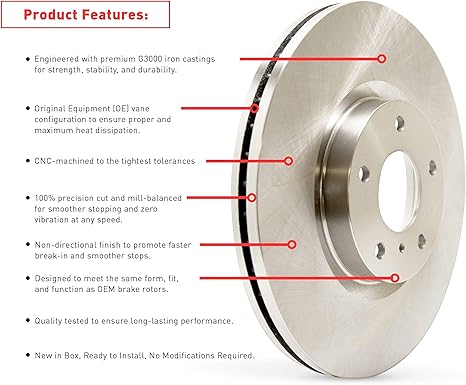 Product Features:
Engineered with premium G3000 iron castings
for strength, stability, and durability.
Original Equipment (OE) vane
configuration to ensure proper and
maximum heat dissipation.
CNC-machined to the tightest tolerances
100% precision cut and mill-balanced
for smoother stopping and zero
vibration at any speed.
Non-directional finish to promote faster
break-in and smoother stops.
Designed to meet the same form, fit,
and function as OEM brake rotors.
Quality tested to ensure long-lasting performance.
New in Box, Ready to Install, No Modifications Required.